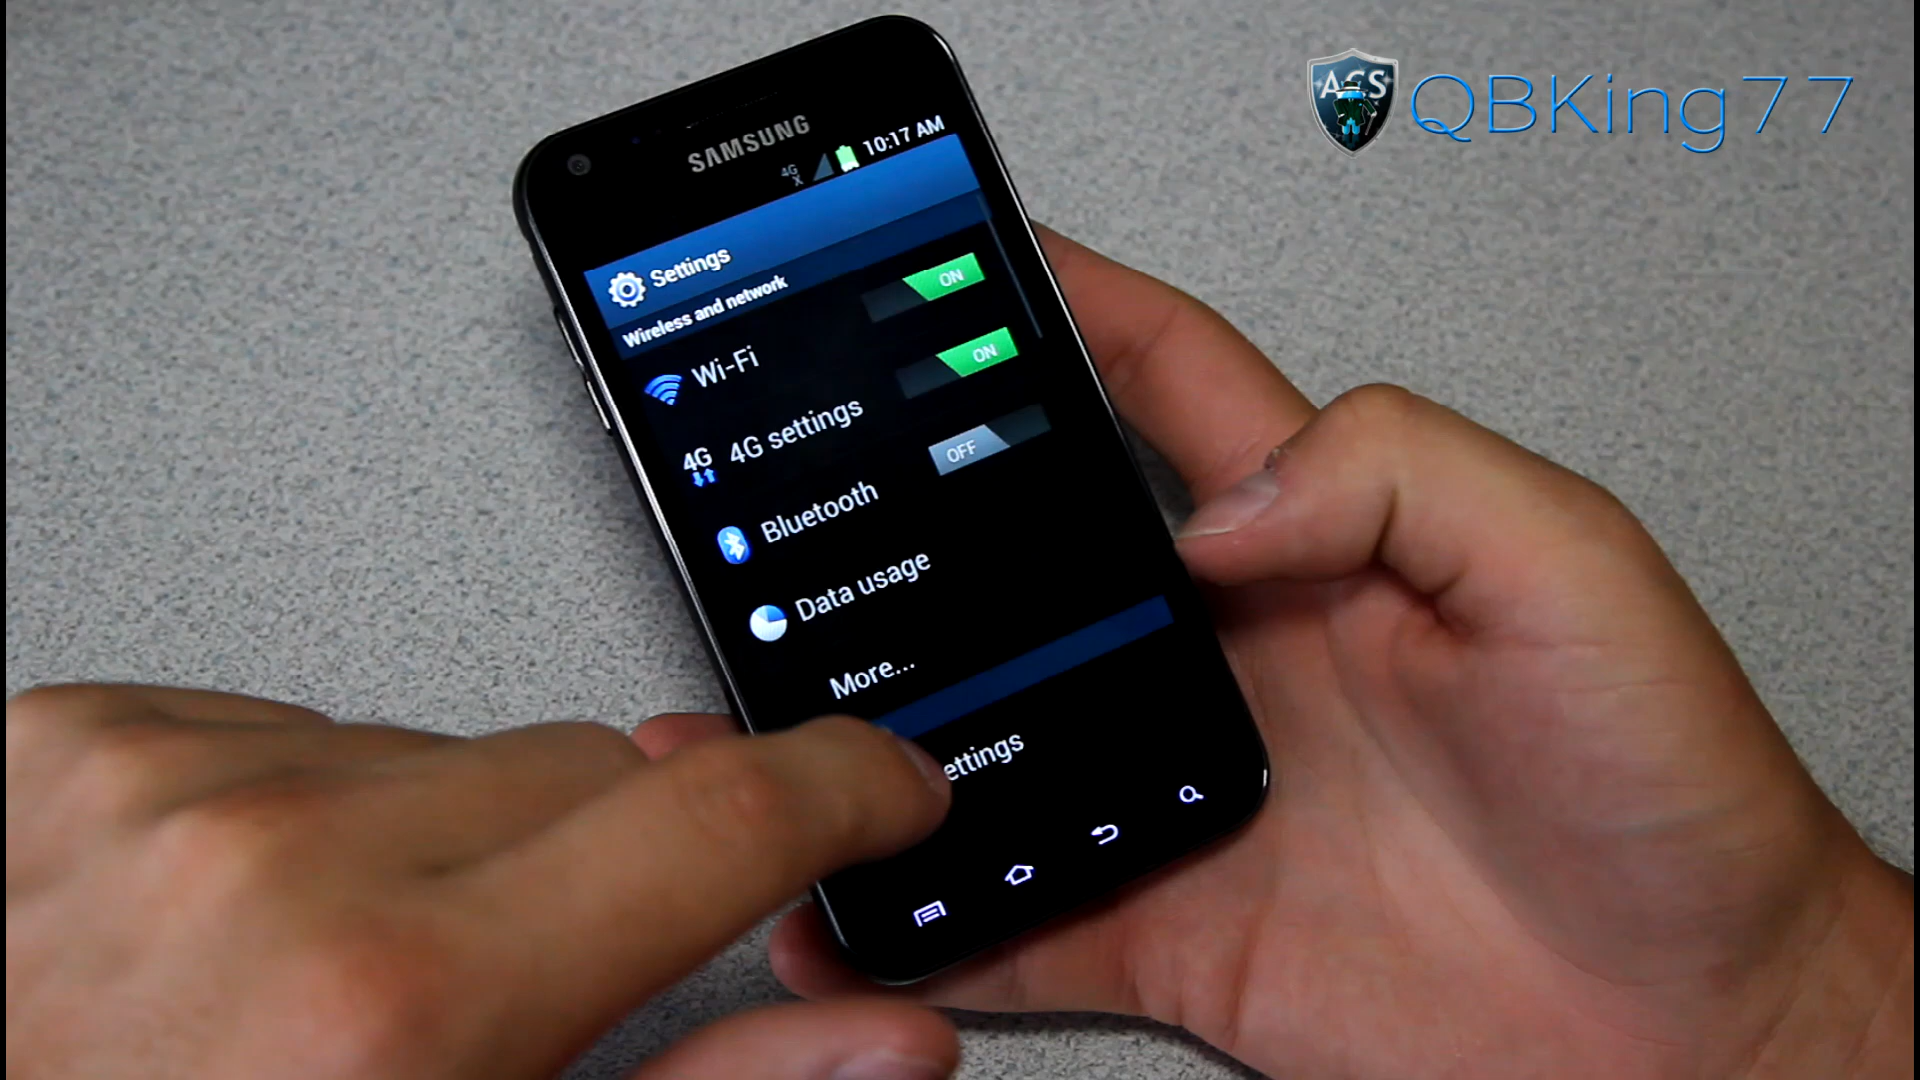 ACS QBKing77
SAMSUNG
4G X 10:17 AM
Settings
Wireless and network
Wi-Fi ON
4G 4G settings ON
Bluetooth OFF
Data usage
More...
ettings